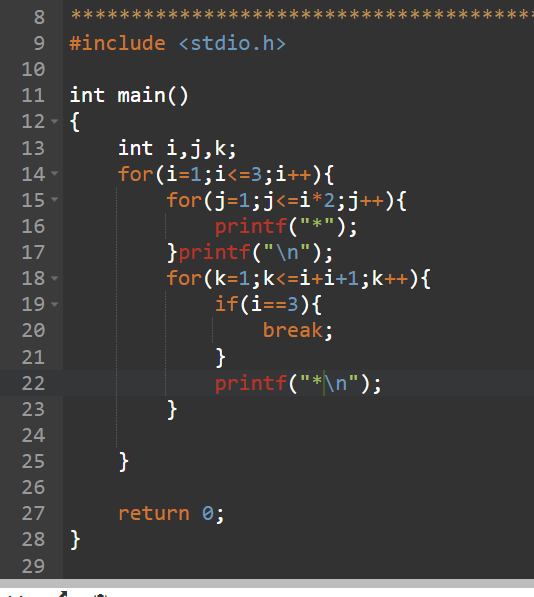 8 ***************************************
9 #include <stdio.h>
10
11 int main()
12 {
13     int i,j,k;
14     for(i=1;i<=3;i++){
15         for(j=1;j<=i*2;j++){
16             printf("*");
17         }printf("\n");
18         for(k=1;k<=i+i+1;k++){
19             if(i==3){
20                 break;
21             }
22             printf("*\n");
23         }
24
25     }
26
27     return 0;
28 }
29